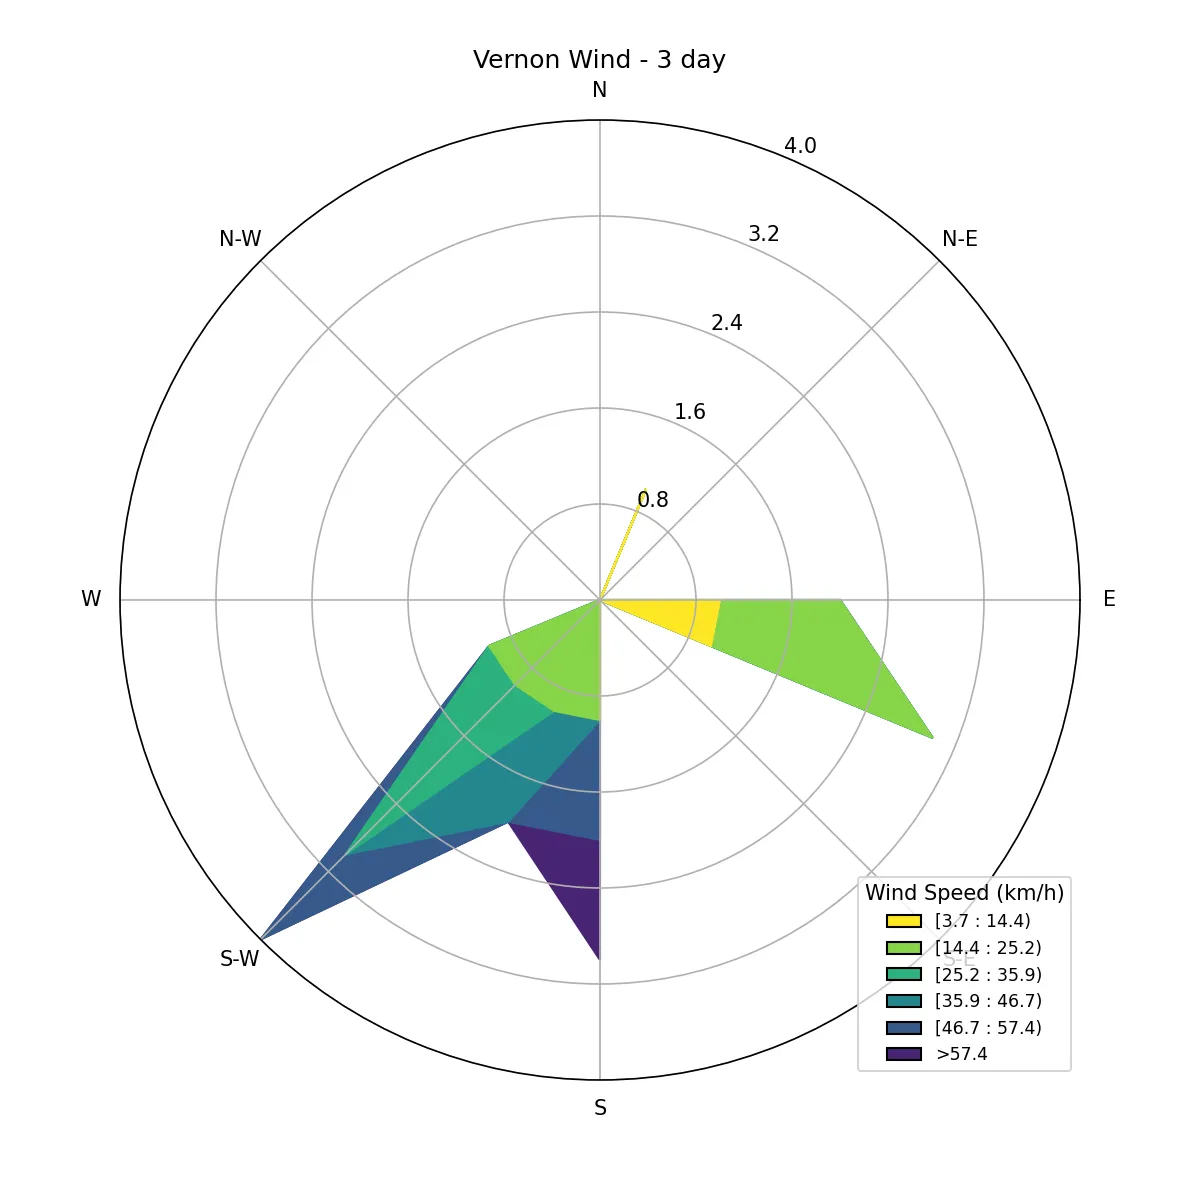 Vernon Wind - 3 day
N
4.0
N-W
3.2
N-E
2.4
1.6
0.8
W
E
Wind Speed (km/h)
[3.7 : 14.4)
[14.4 : 25.2)
S-W
S-E
[25.2 : 35.9)
[35.9 : 46.7)
[46.7 : 57.4)
>57.4
S